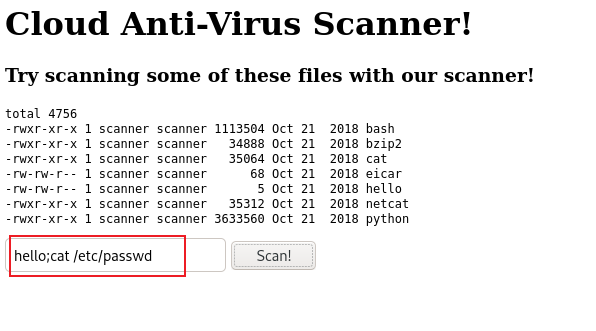 Cloud Anti-Virus Scanner!
Try scanning some of these files with our scanner!
total 4756
-rwxr-xr-x 1 scanner scanner 1113504 Oct 21  2018 bash
-rwxr-xr-x 1 scanner scanner   34888 Oct 21  2018 bzip2
-rwxr-xr-x 1 scanner scanner   35064 Oct 21  2018 cat
-rw-rw-r-- 1 scanner scanner      68 Oct 21  2018 eicar
-rw-rw-r-- 1 scanner scanner       5 Oct 21  2018 hello
-rwxr-xr-x 1 scanner scanner   35312 Oct 21  2018 netcat
-rwxr-xr-x 1 scanner scanner 3633560 Oct 21  2018 python
hello;cat /etc/passwd Scan!